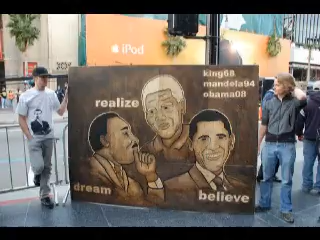 iPod
king68
mandela94
obama08
realize
dream
believe